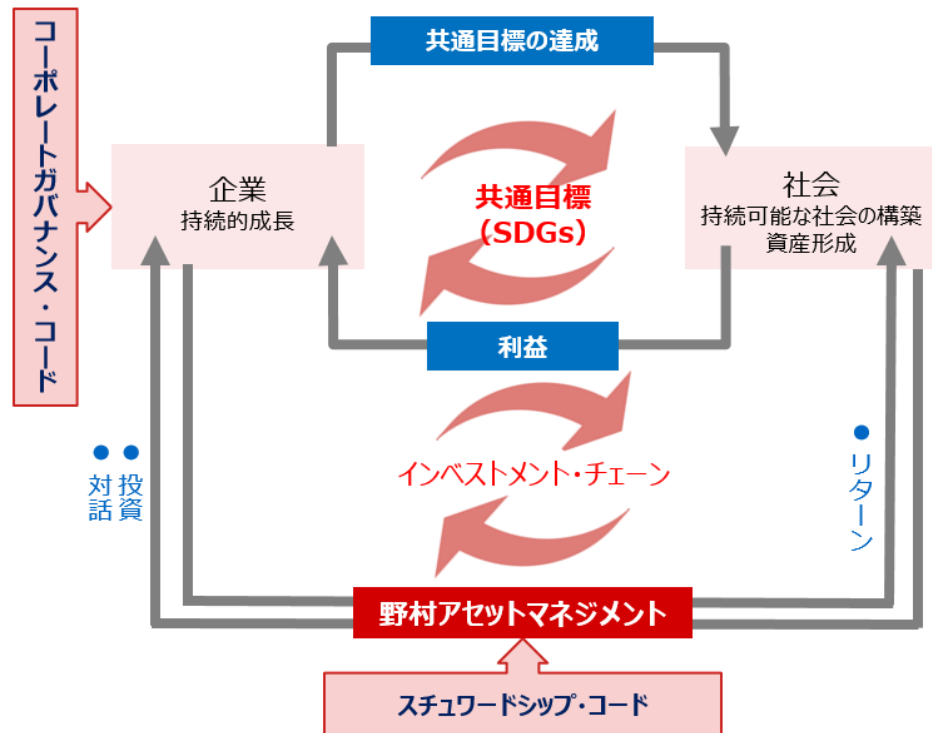 コーポレートガバナンス・コード
共通目標の達成
企業
持続的成長
共通目標
（SDGs）
社会
持続可能な社会の構築
資産形成
利益
●投資
●対話
インベストメント・チェーン
●リターン
野村アセットマネジメント
スチュワードシップ・コード